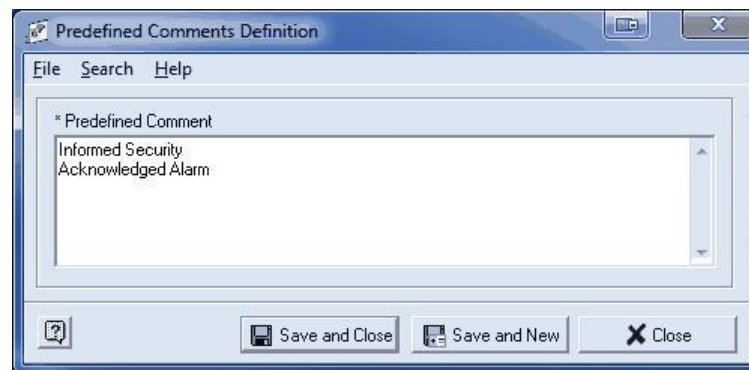 Predefined Comments Definition
File Search Help
* Predefined Comment
Informed Security
Acknowledged Alarm
Save and Close Save and New Close